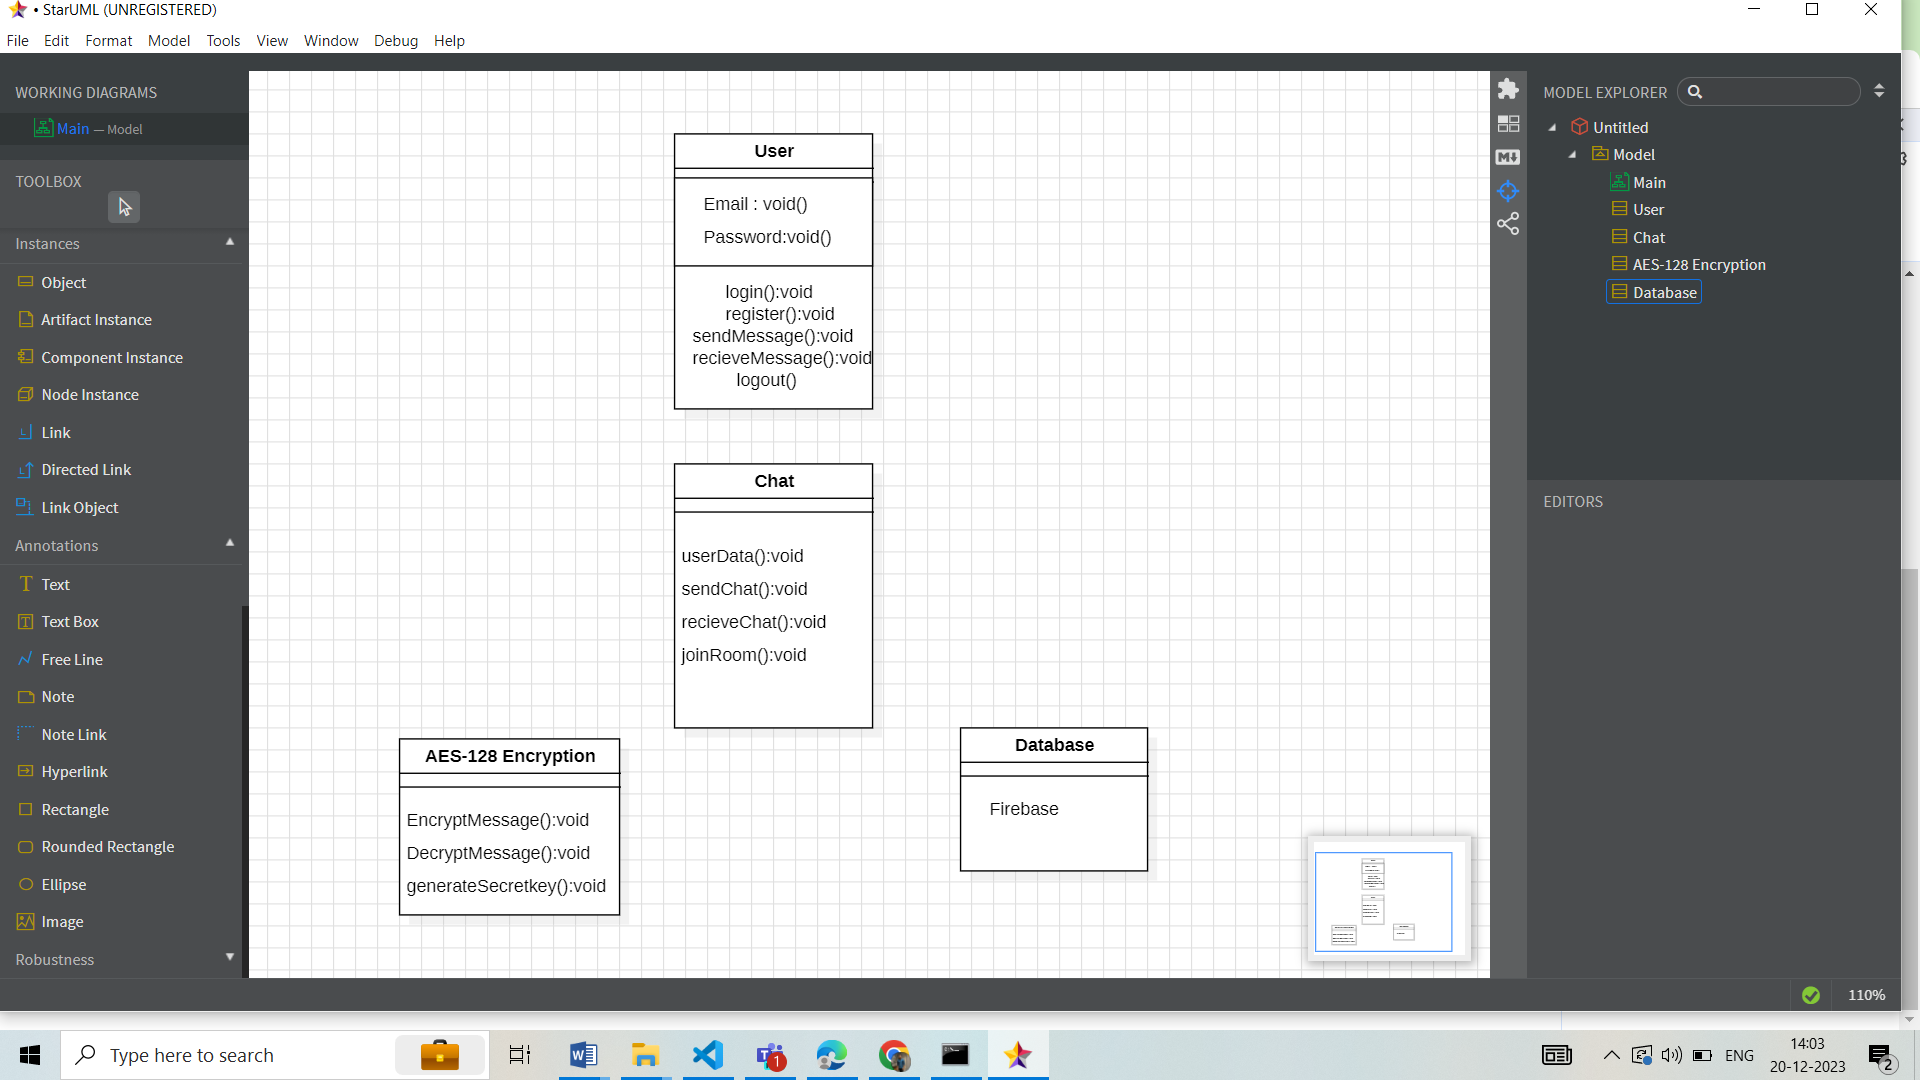 • StarUML (UNREGISTERED)
File Edit Format Model Tools View Window Debug Help
WORKING DIAGRAMS
Main — Model
TOOLBOX
Instances
Object
Artifact Instance
Component Instance
Node Instance
Link
Directed Link
Link Object
Annotations
Text
Text Box
Free Line
Note
Note Link
Hyperlink
Rectangle
Rounded Rectangle
Ellipse
Image
Robustness
User
Email : void()
Password:void()
login():void
register():void
sendMessage():void
recieveMessage():void
logout()
Chat
userData():void
sendChat():void
recieveChat():void
joinRoom():void
AES-128 Encryption
EncryptMessage():void
DecryptMessage():void
generateSecretkey():void
Database
Firebase
MODEL EXPLORER
Untitled
Model
Main
User
Chat
AES-128 Encryption
Database
EDITORS
110%
Type here to search
1
ENG
14:03
20-12-2023
2